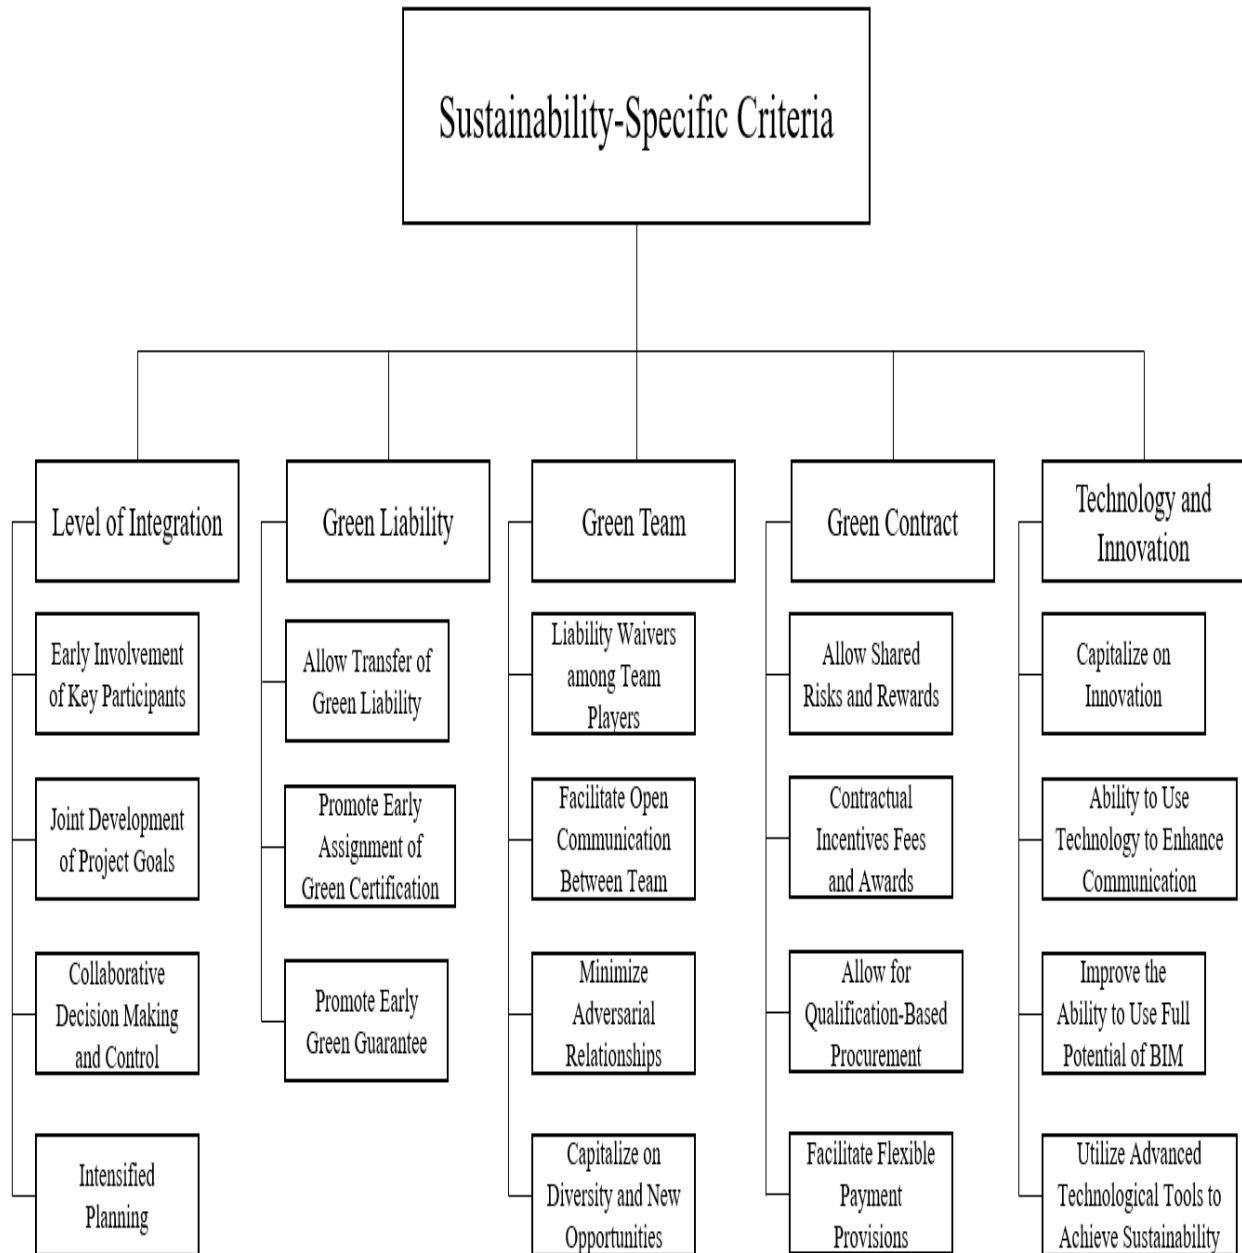 Sustainability-Specific Criteria
Level of Integration
Early Involvement
of Key Participants
Joint Development
of Project Goals
Collaborative
Decision Making
and Control
Intensified
Planning
Green Liability
Allow Transfer of
Green Liability
Promote Early
Assignment of
Green Certification
Promote Early
Green Guarantee
Green Team
Liability Waivers
among Team
Players
Facilitate Open
Communication
Between Team
Minimize
Adversarial
Relationships
Capitalize on
Diversity and New
Opportunities
Green Contract
Allow Shared
Risks and Rewards
Contractual
Incentives Fees
and Awards
Allow for
Qualification-Based
Procurement
Facilitate Flexible
Payment
Provisions
Technology and
Innovation
Capitalize on
Innovation
Ability to Use
Technology to Enhance
Communication
Improve the
Ability to Use Full
Potential of BIM
Utilize Advanced
Technological Tools to
Achieve Sustainability